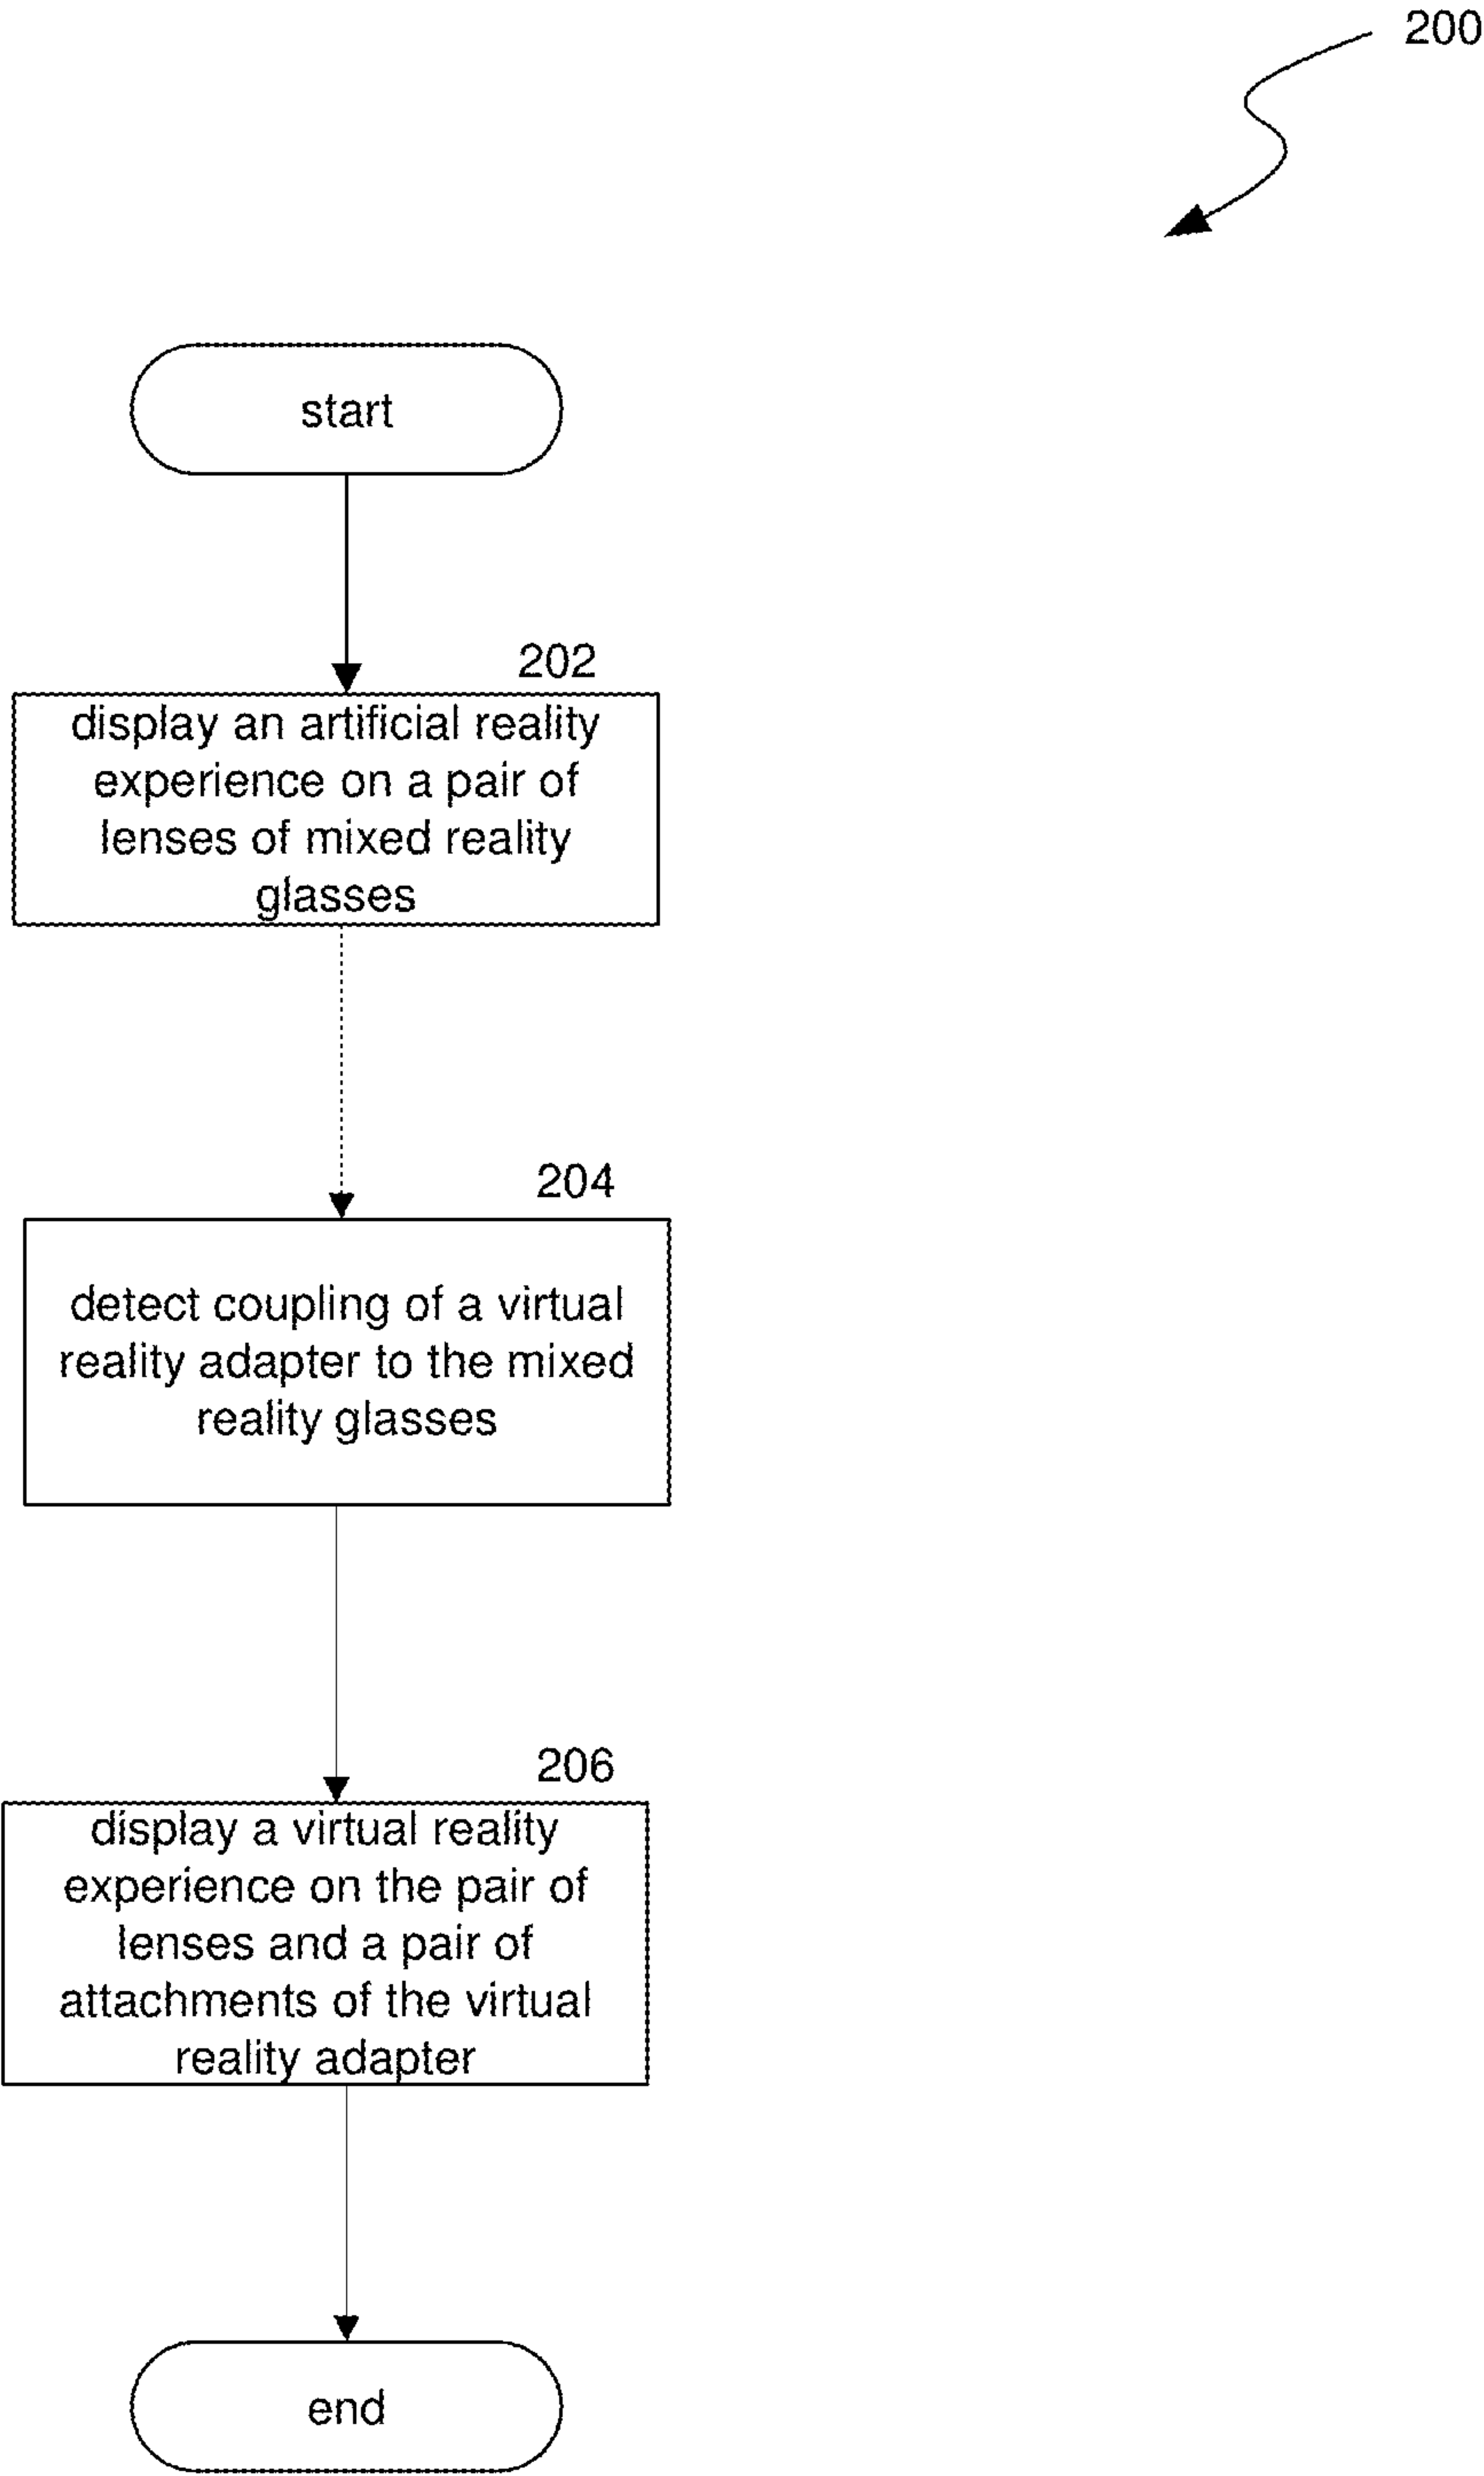 200
start
202
display an artificial reality
experience on a pair of
lenses of mixed reality
glasses
204
detect coupling of a virtual
reality adapter to the mixed
reality glasses
206
display a virtual reality
experience on the pair of
lenses and a pair of
attachments of the virtual
reality adapter
end